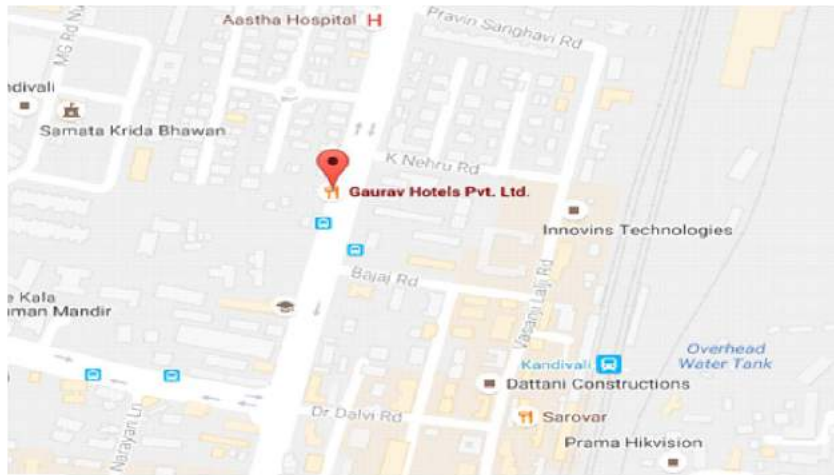 Aastha Hospital H
Pravin Sanghavi Rd
MG Rd
ndivali
Samata Krida Bhawan
K Nehru Rd
Gaurav Hotels Pvt. Ltd.
Innovins Technologies
Bajaj Rd
Vasanji Lalji Rd
e Kala
uman Mandir
Kandivali
Overhead
Water Tank
Dattani Constructions
Dr Dalvi Rd
Sarovar
Narayan Ln
Prama Hikvision